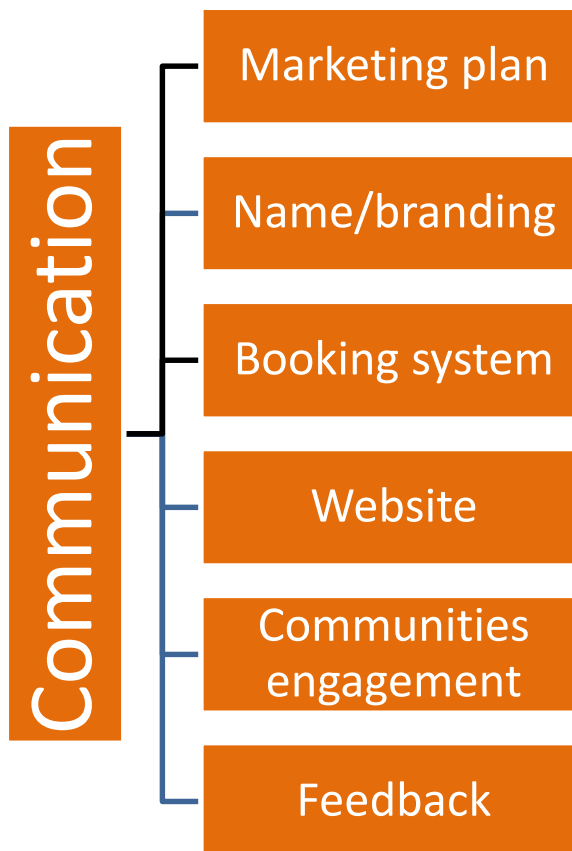 Communication
Marketing plan
Name/branding
Booking system
Website
Communities
engagement
Feedback